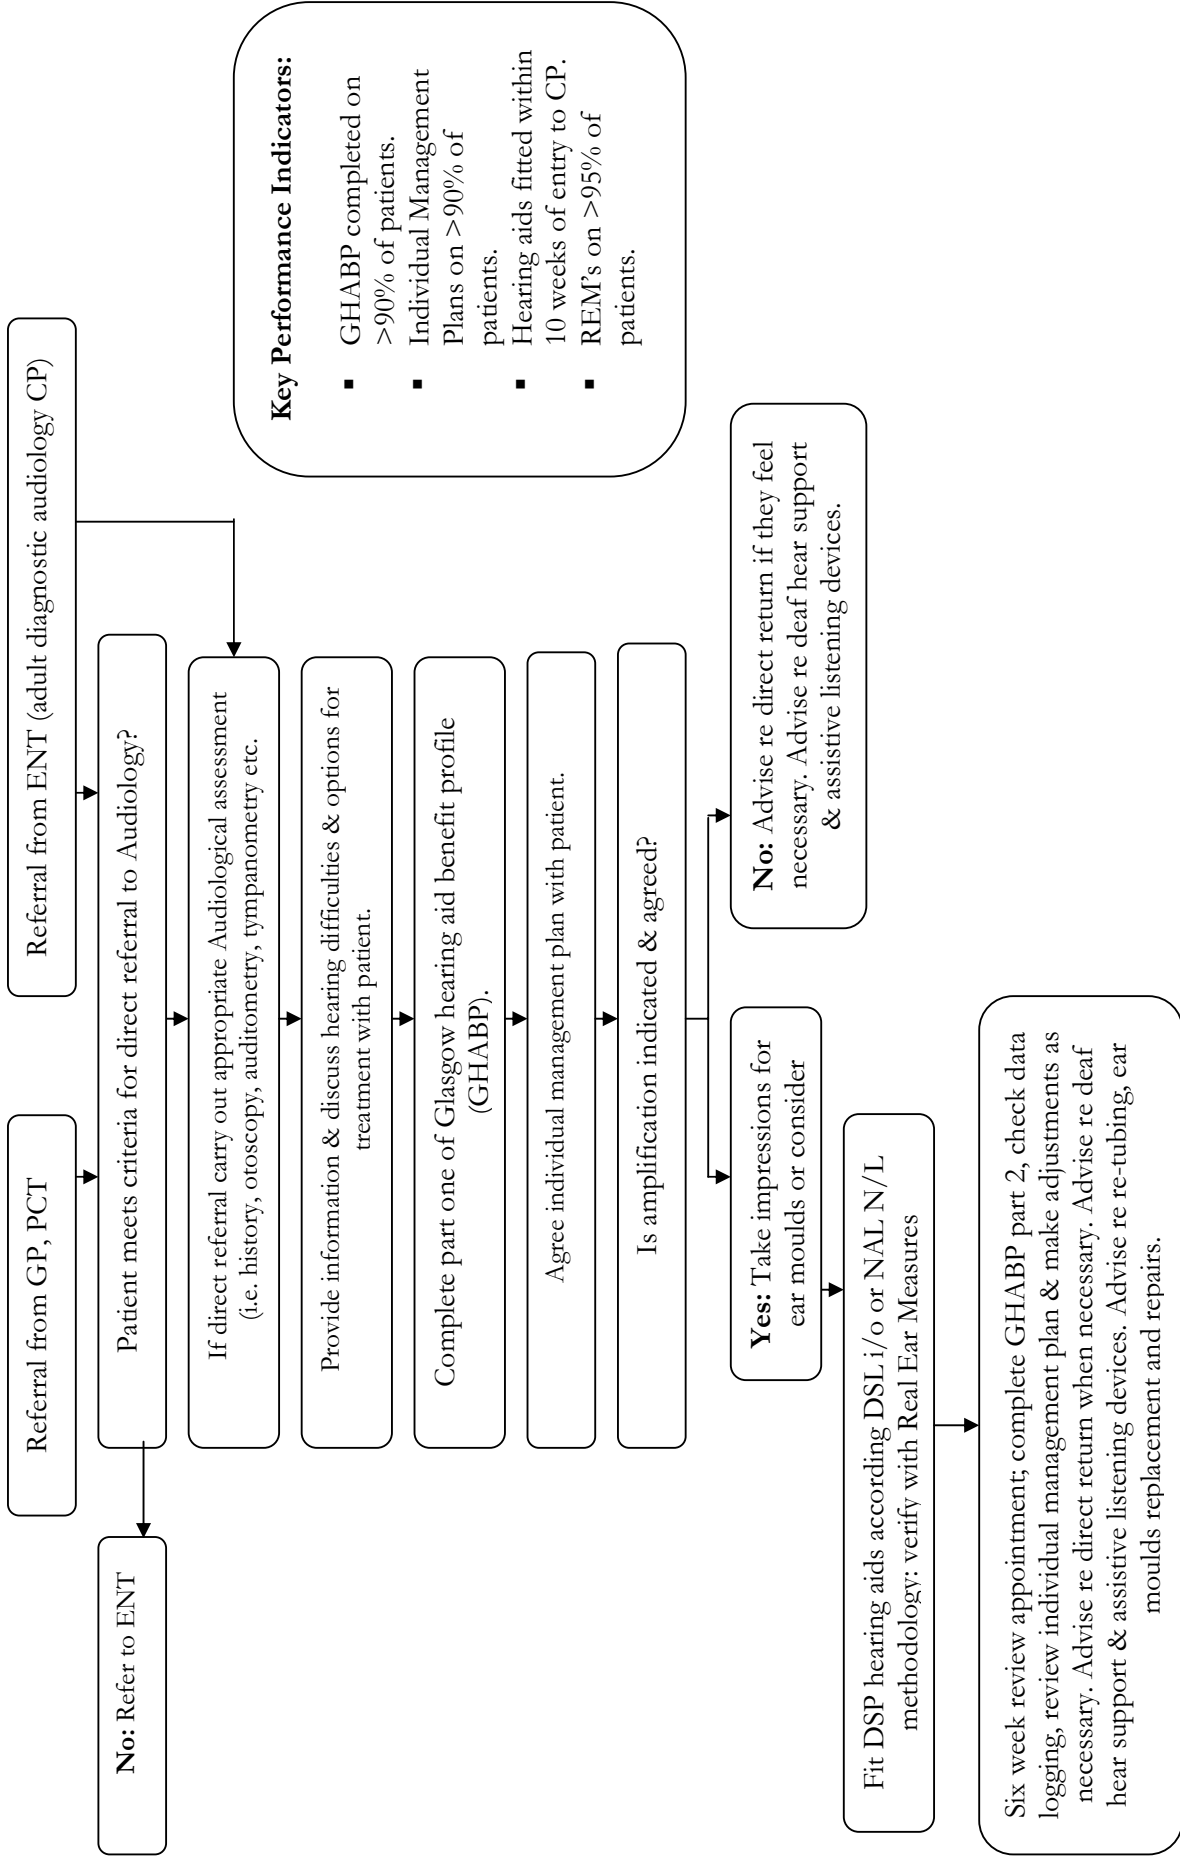 Referral from GP, PCT
Referral from ENT (adult diagnostic audiology CP)
No: Refer to ENT
Patient meets criteria for direct referral to Audiology?
If direct referral carry out appropriate Audiological assessment
(i.e. history, otoscopy, auditometry, tympanometry etc.
Provide information & discuss hearing difficulties & options for
treatment with patient.
Complete part one of Glasgow hearing aid benefit profile
(GHABP).
Agree individual management plan with patient.
Is amplification indicated & agreed?
Key Performance Indicators:
▪ GHABP completed on
>90% of patients.
▪ Individual Management
Plans on >90% of
patients.
▪ Hearing aids fitted within
10 weeks of entry to CP.
▪ REM's on >95% of
patients.
Yes: Take impressions for
ear moulds or consider
No: Advise re direct return if they feel
necessary. Advise re deaf hear support
& assistive listening devices.
Fit DSP hearing aids according DSL i/o or NAL N/L
methodology: verify with Real Ear Measures
Six week review appointment; complete GHABP part 2, check data
logging, review individual management plan & make adjustments as
necessary. Advise re direct return when necessary. Advise re deaf
hear support & assistive listening devices. Advise re re-tubing, ear
moulds replacement and repairs.